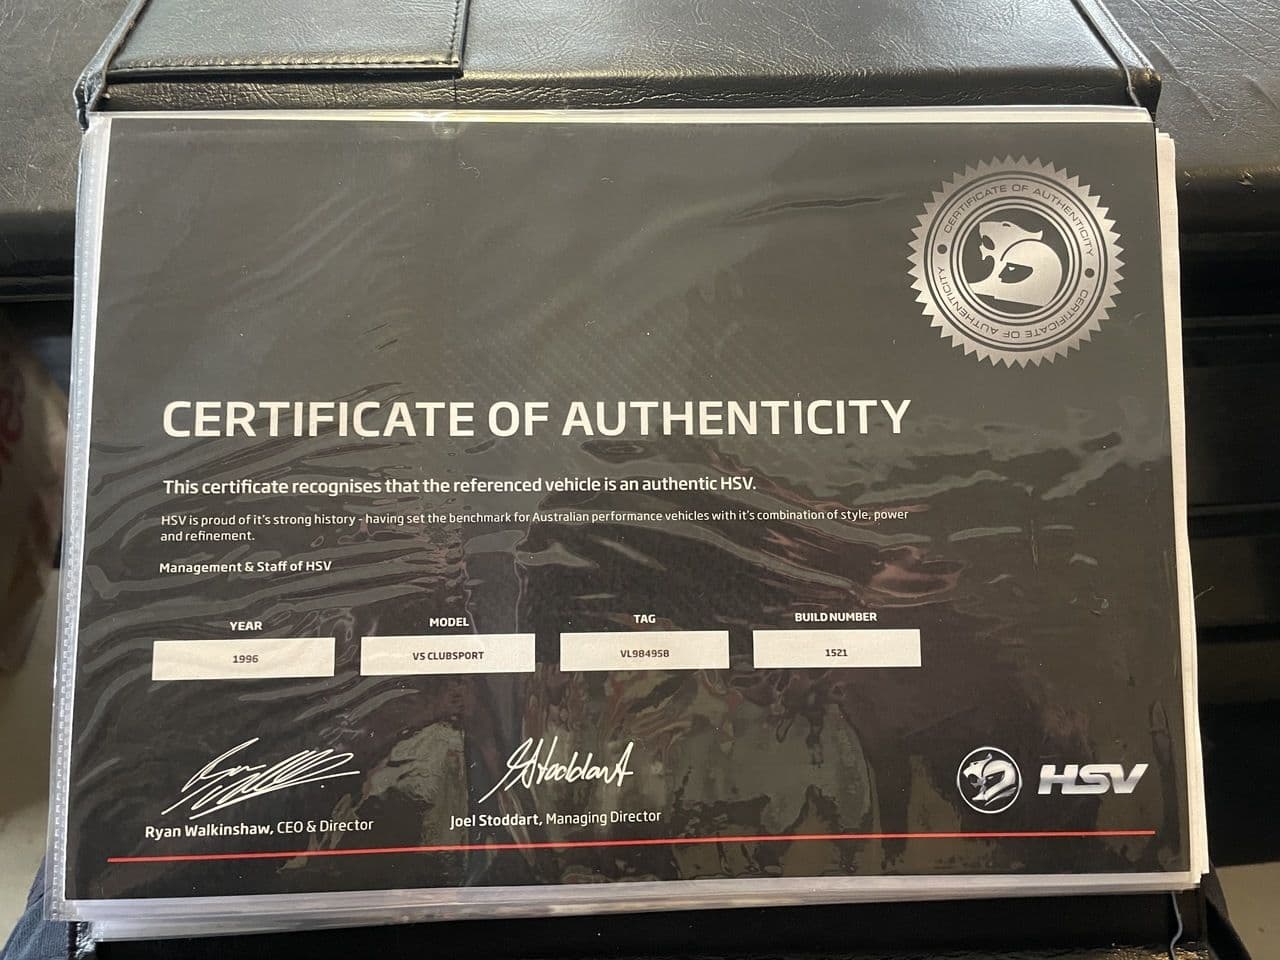 CERTIFICATE OF AUTHENTICITY
CERTIFICATE OF AUTHENTICITY
CERTIFICATE OF AUTHENTICITY
This certificate recognises that the referenced vehicle is an authentic HSV.
HSV is proud of it's strong history - having set the benchmark for Australian performance vehicles with it's combination of style, power
and refinement.
Management & Staff of HSV
YEAR MODEL TAG BUILD NUMBER
1996 VS CLUBSPORT VL984958 1521
Stoddart
Ryan Walkinshaw, CEO & Director Joel Stoddart, Managing Director
HSV